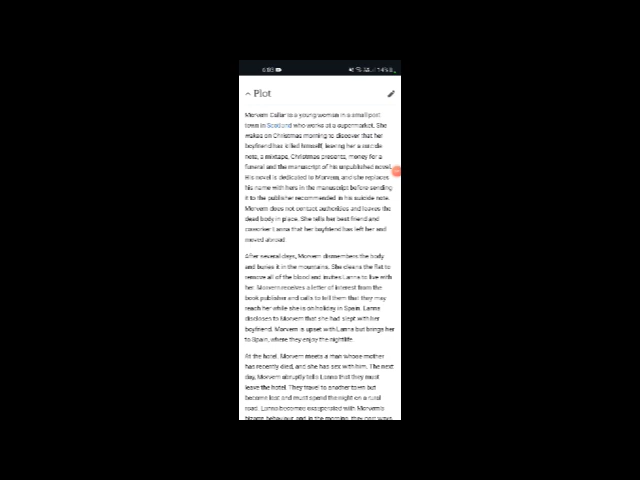 Plot
Morvern Callar is a young woman in a small port
town in Scotland who works at a supermarket. She
wakes on Christmas morning to discover that her
boyfriend has killed himself, leaving her a suicide
note, a mixtape, Christmas presents, money for a
funeral and the manuscript of his unpublished novel.
His novel is dedicated to Morvern, and she replaces
his name with hers in the manuscript before sending
it to the publisher recommended in his suicide note.
Morvern does not contact authorities and leaves the
dead body in place. She tells her best friend and
coworker Lanna that her boyfriend has left her and
moved abroad.
After several days, Morvern dismembers the body
and buries it in the mountains. She cleans the flat to
remove all of the blood and invites Lanna to live with
her. Morvern receives a letter of interest from the
book publisher and calls to tell them that they may
reach her while she is on holiday in Spain. Lanna
discloses to Morvern that she had slept with her
boyfriend. Morvern is upset with Lanna but brings her
to Spain, where they enjoy the nightlife.
At the hotel, Morvern meets a man whose mother
has recently died, and she has sex with him. The next
day, Morvern abruptly tells Lanna that they must
leave the hotel. They travel to another town but
become lost and must spend the night on a rural
road. Lanna becomes exasperated with Morvern's
bizarre behaviour and in the morning, they part ways